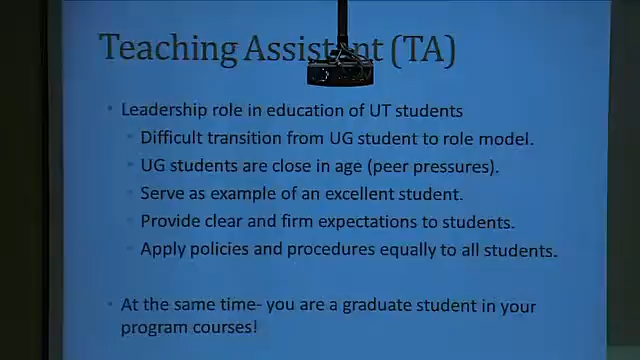 Teaching Assistant (TA)
Leadership role in education of UT students
Difficult transition from UG student to role model.
UG students are close in age (peer pressures).
Serve as example of an excellent student.
Provide clear and firm expectations to students.
Apply policies and procedures equally to all students.
At the same time- you are a graduate student in your
program courses!